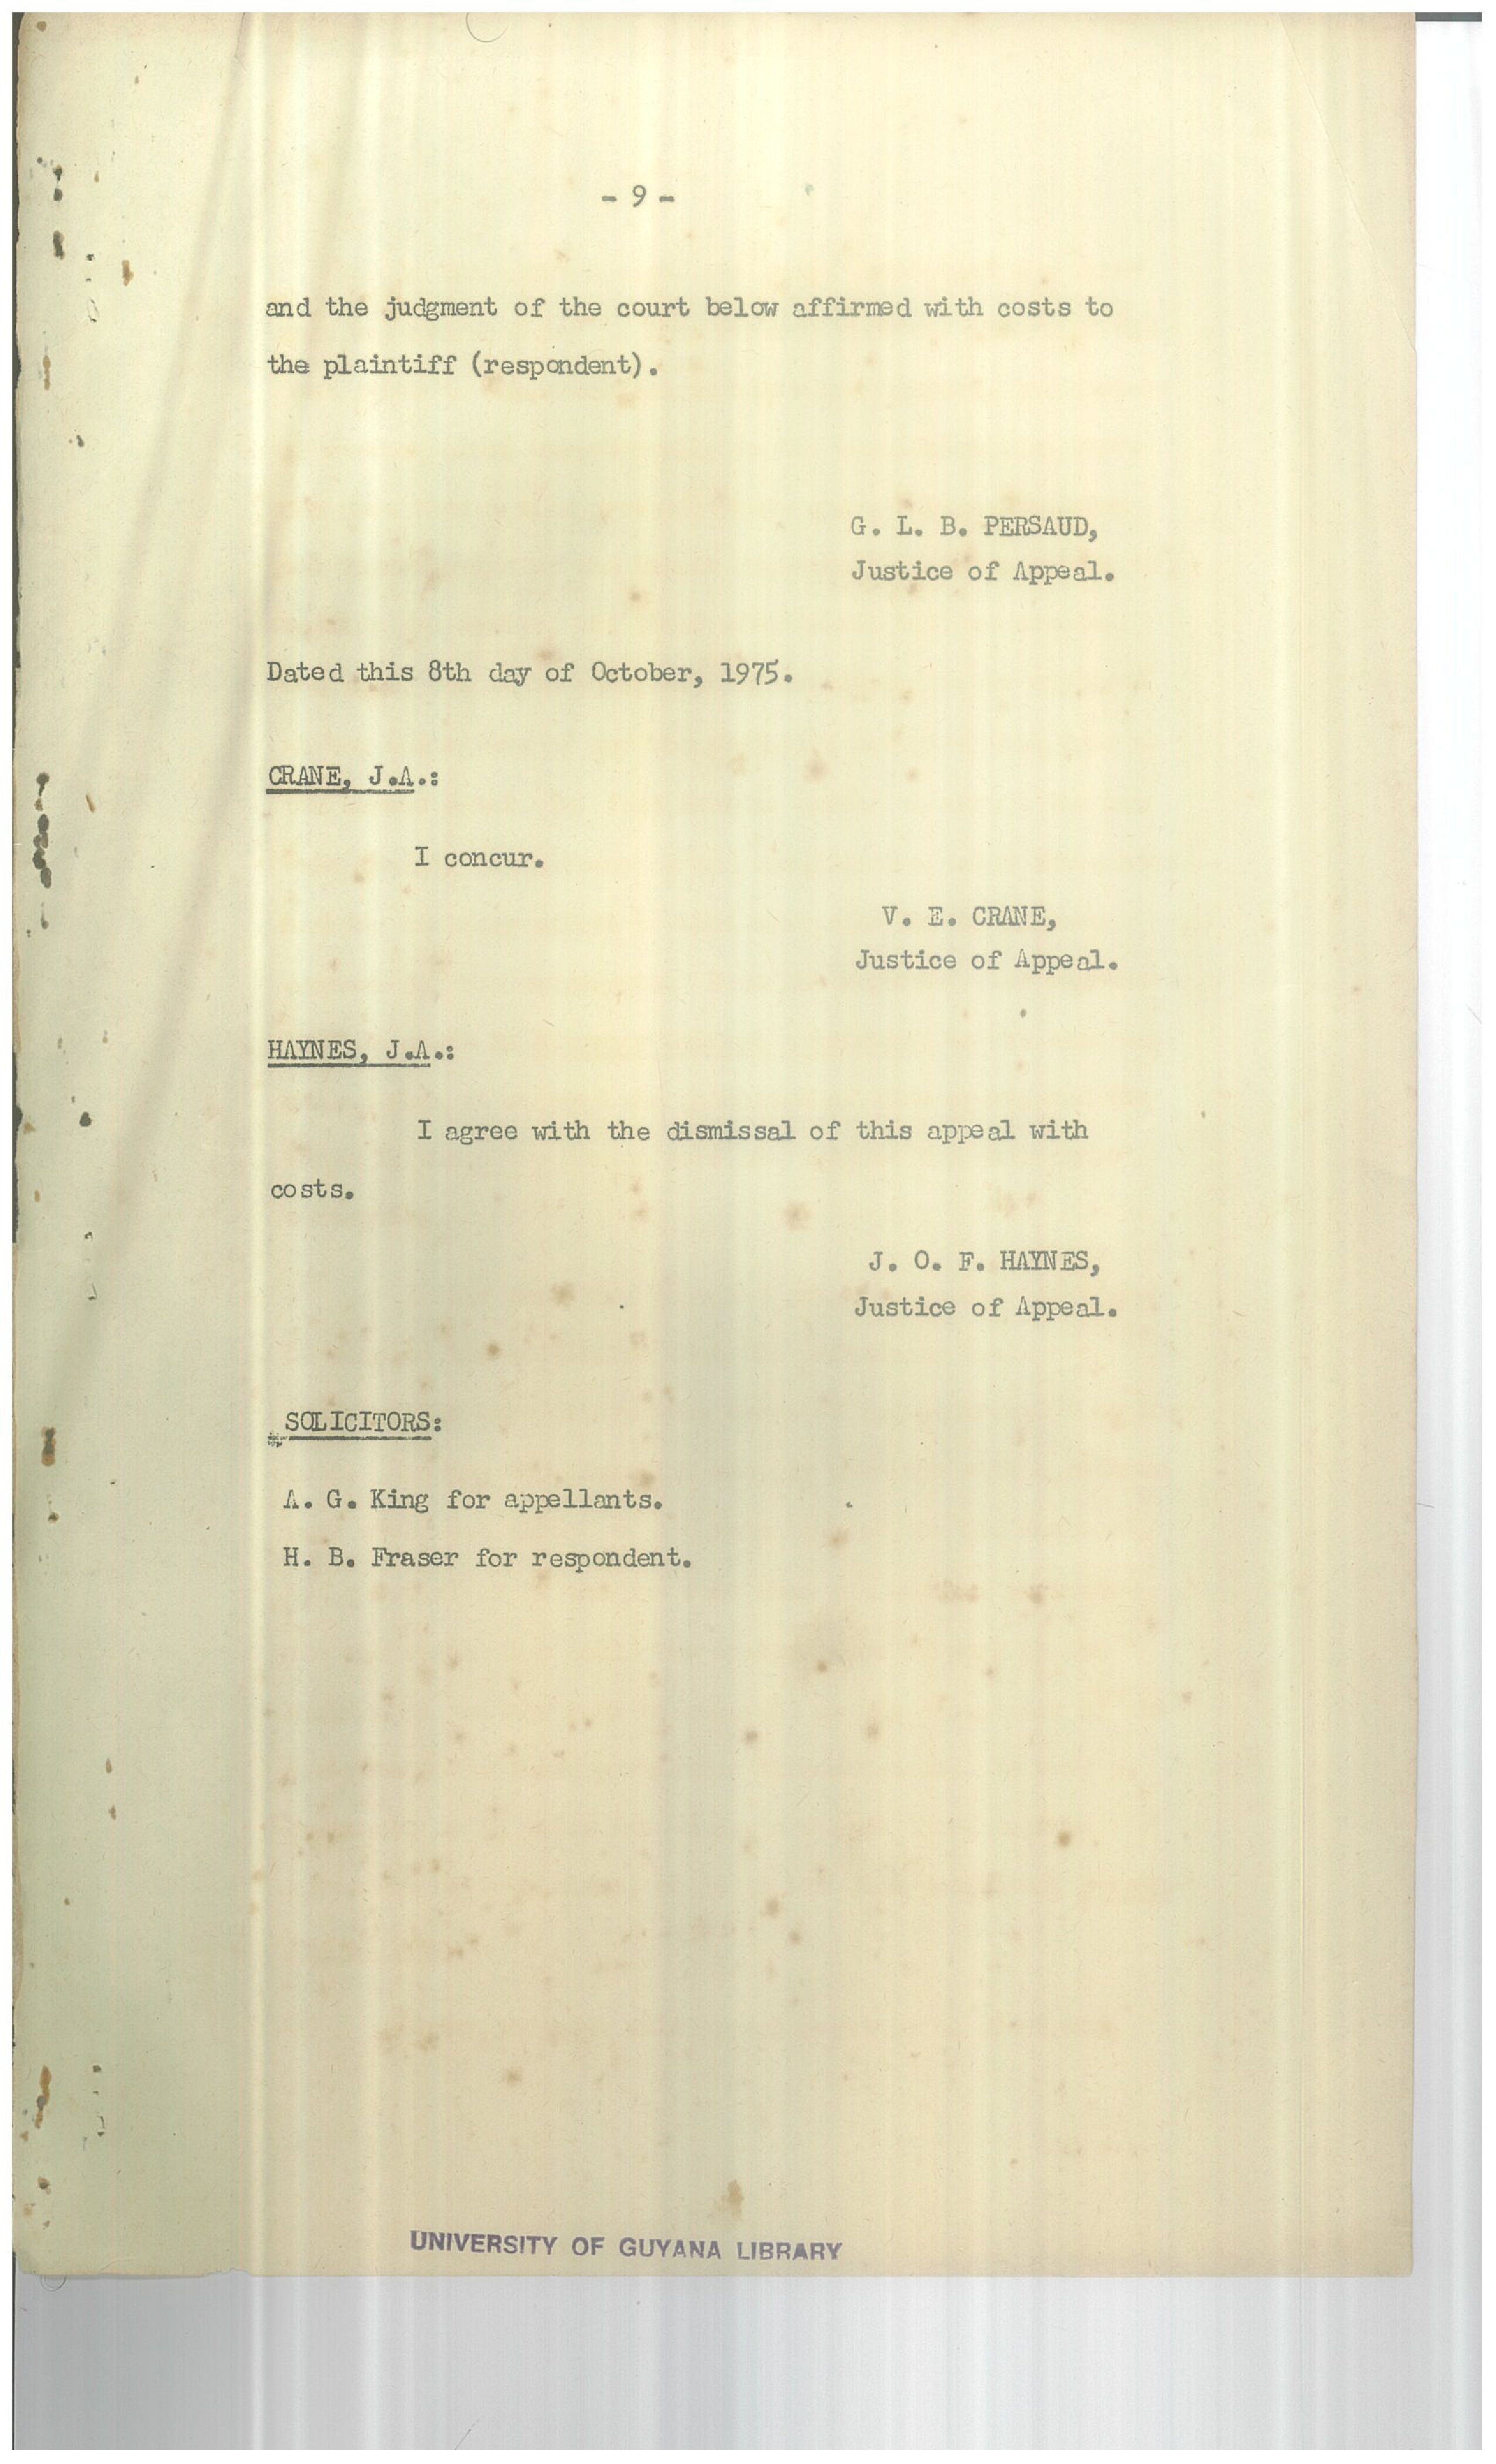 - 9 -
and the judgment of the court below affirmed with costs to
the plaintiff (respondent).
G. L. B. PERSAUD,
Justice of Appeal.
Dated this 8th day of October, 1975.
CRANE, J.A.:
I concur.
V. E. CRANE,
Justice of Appeal.
HAYNES, J.A.:
I agree with the dismissal of this appeal with
costs.
J. O. F. HAYNES,
Justice of Appeal.
SOLICITORS:
A. G. King for appellants.
H. B. Fraser for respondent.
UNIVERSITY OF GUYANA LIBRARY